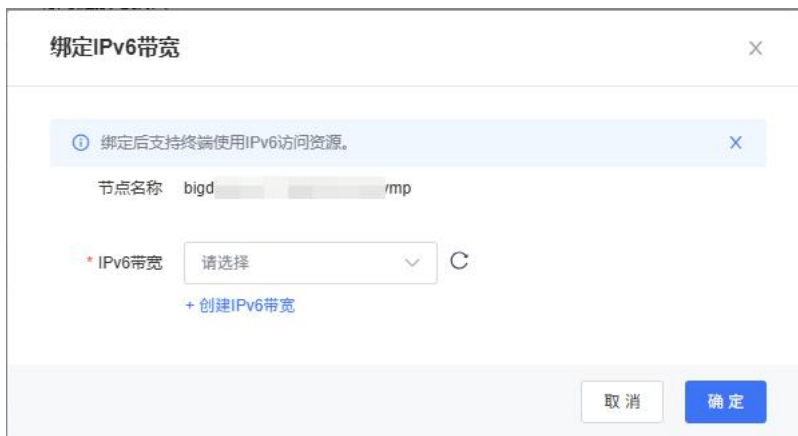 绑定IPv6带宽
绑定后支持终端使用IPv6访问资源。
节点名称 bigd mp
* IPv6带宽 请选择
+ 创建IPv6带宽
取消 确定